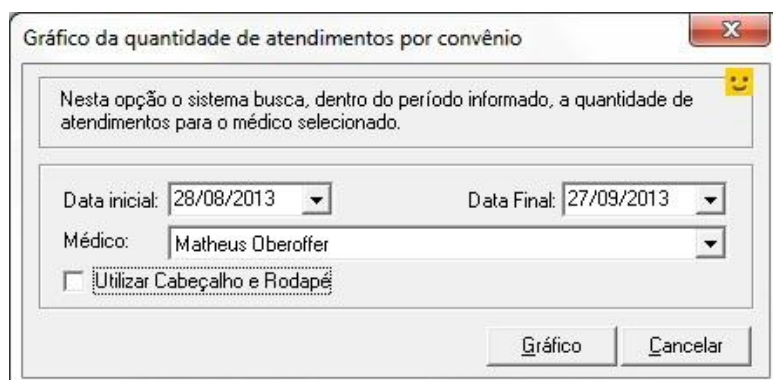 Gráfico da quantidade de atendimentos por convênio
Nesta opção o sistema busca, dentro do período informado, a quantidade de
atendimentos para o médico selecionado.
Data inicial: 28/08/2013 Data Final: 27/09/2013
Médico: Matheus Oberoffer
Utilizar Cabeçalho e Rodapé
Gráfico Cancelar